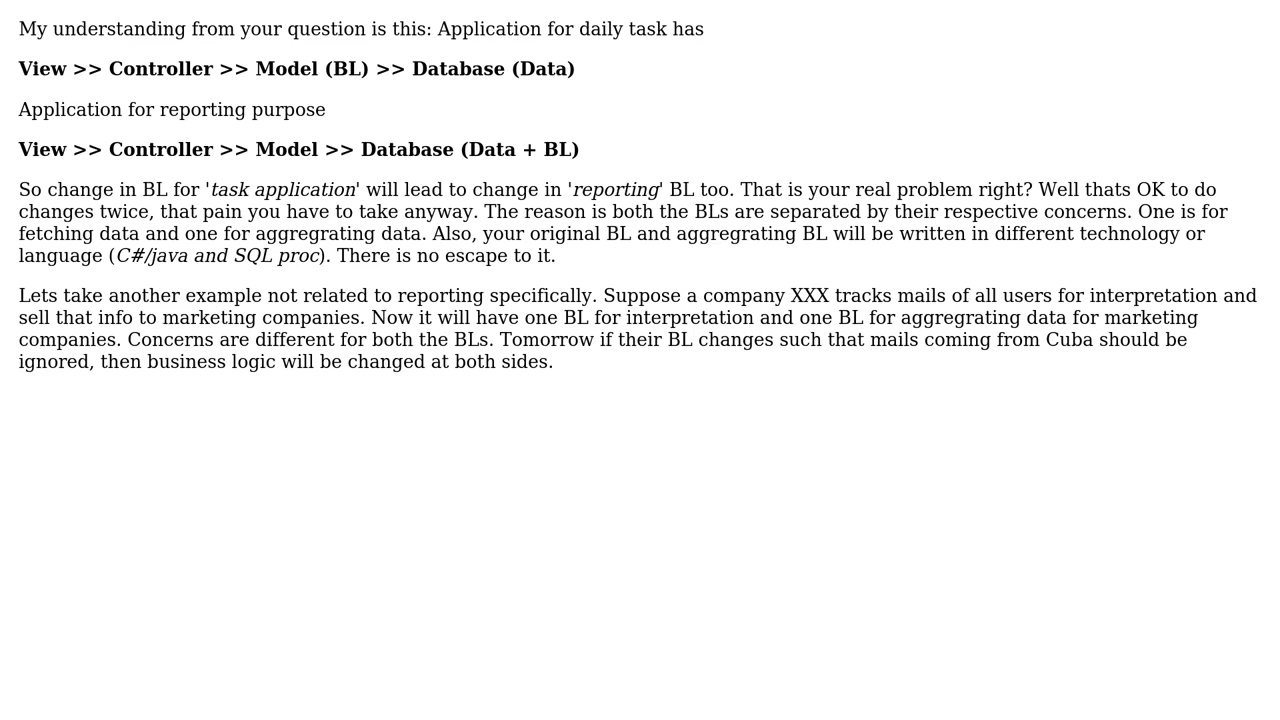 My understanding from your question is this: Application for daily task has
View >> Controller >> Model (BL) >> Database (Data)
Application for reporting purpose
View >> Controller >> Model >> Database (Data + BL)
So change in BL for 'task application' will lead to change in 'reporting' BL too. That is your real problem right? Well thats OK to do
changes twice, that pain you have to take anyway. The reason is both the BLs are separated by their respective concerns. One is for
fetching data and one for aggregrating data. Also, your original BL and aggregrating BL will be written in different technology or
language (C#/java and SQL proc). There is no escape to it.
Lets take another example not related to reporting specifically. Suppose a company XXX tracks mails of all users for interpretation and
sell that info to marketing companies. Now it will have one BL for interpretation and one BL for aggregrating data for marketing
companies. Concerns are different for both the BLs. Tomorrow if their BL changes such that mails coming from Cuba should be
ignored, then business logic will be changed at both sides.